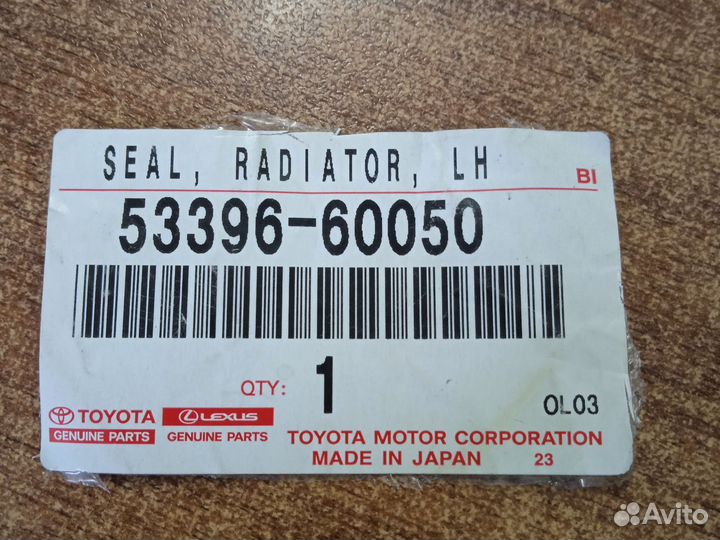 SEAL, RADIATOR, LH
BI
53396-60050
QTY: 1
OL03
TOYOTA LEXUS
GENUINE PARTS GENUINE PARTS
TOYOTA MOTOR CORPORATION
MADE IN JAPAN 23
Avito